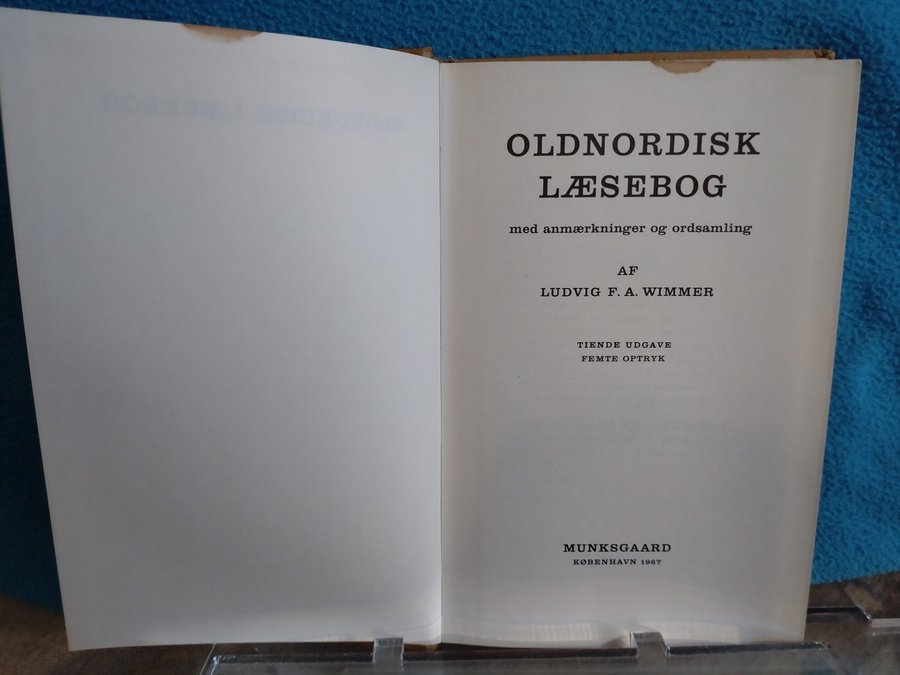 OLDNORDISK
LÆSEBOG
med anmærkninger og ordsamling
AF
LUDVIG F. A. WIMMER
TIENDE UDGAVE
FEMTE OPTRYK
MUNKSGAARD
KØBENHAVN 1967